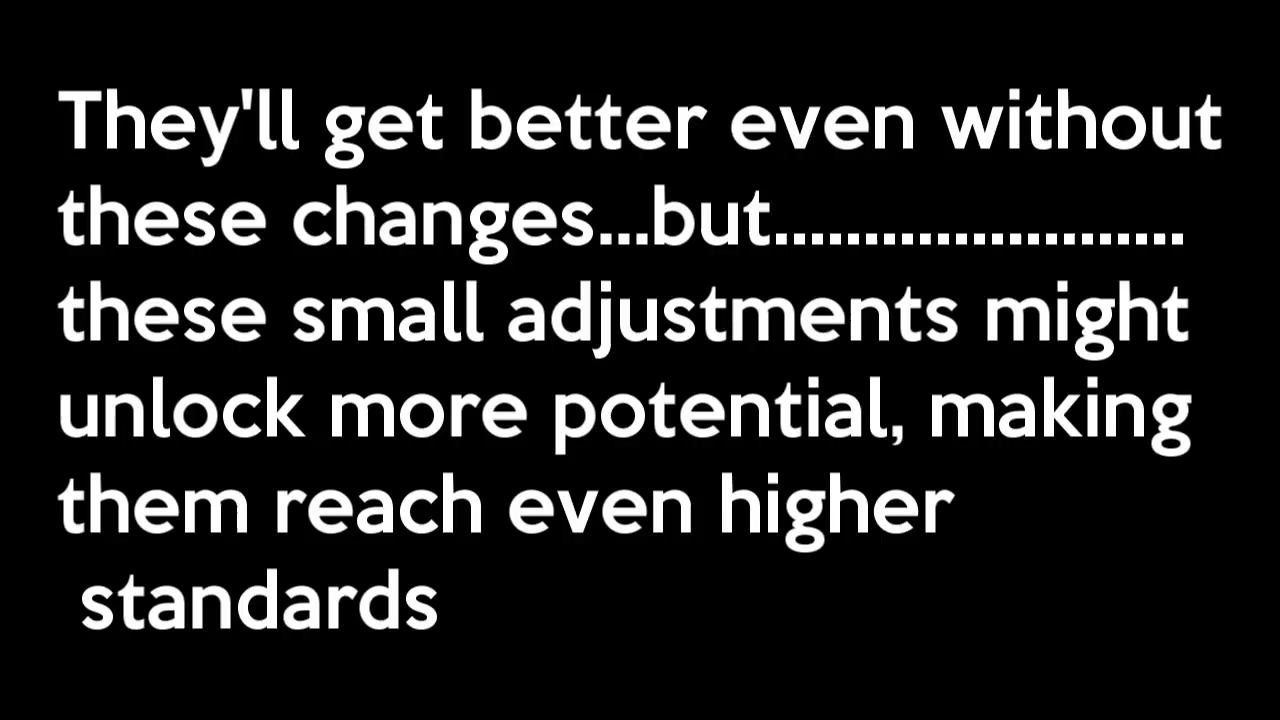 They'll get better even without
these changes...but.......................
these small adjustments might
unlock more potential, making
them reach even higher
standards